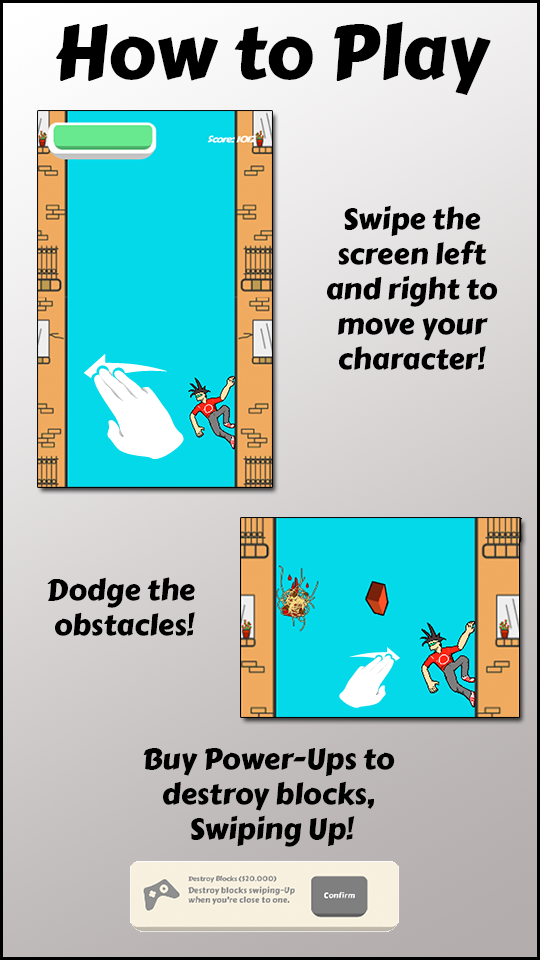 How to Play
Swipe the
screen left
and right to
move your
character!
Dodge the
obstacles!
Buy Power-Ups to
destroy blocks,
Swiping Up!
Destroy Blocks ($20.000)
Destroy blocks swiping-Up
when you're close to one.
Confirm